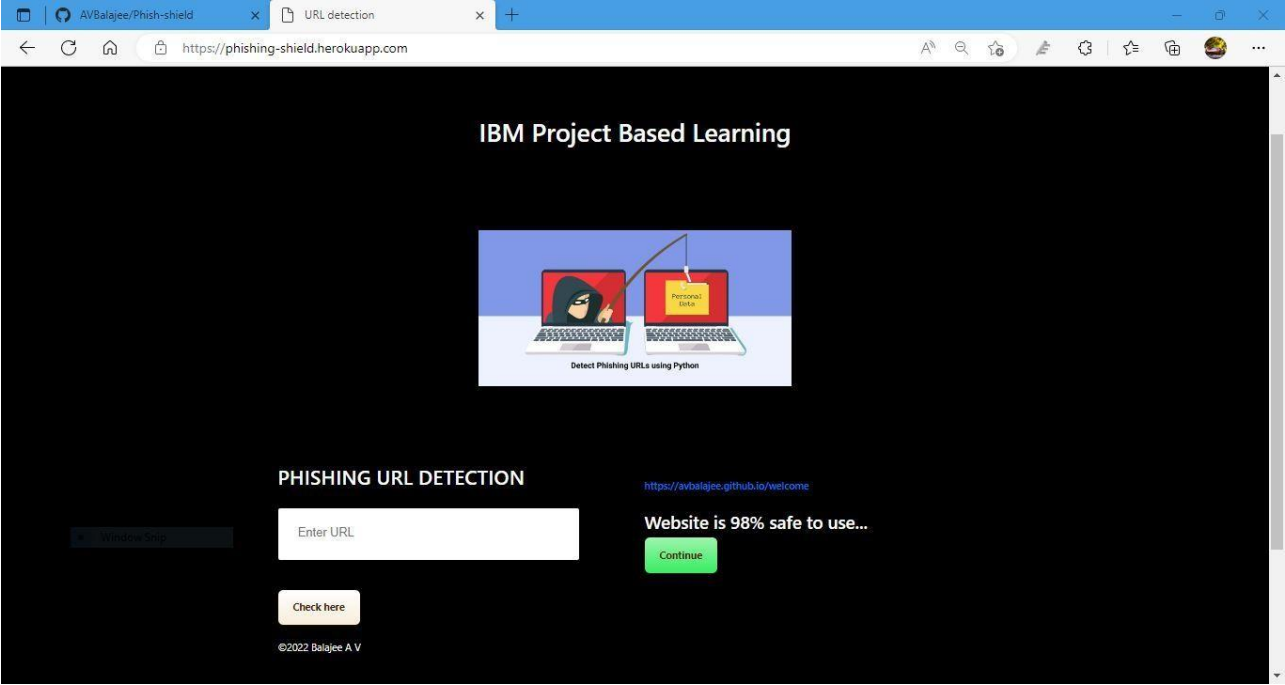 AVBalajee/Phish-shield
URL detection
https://phishing-shield.herokuapp.com
IBM Project Based Learning
Personal
Data
Detect Phishing URLs using Python
PHISHING URL DETECTION
https://avbalajee.github.io/welcome
Enter URL
Website is 98% safe to use...
Window Snip
Continue
Check here
©2022 Balajee A V